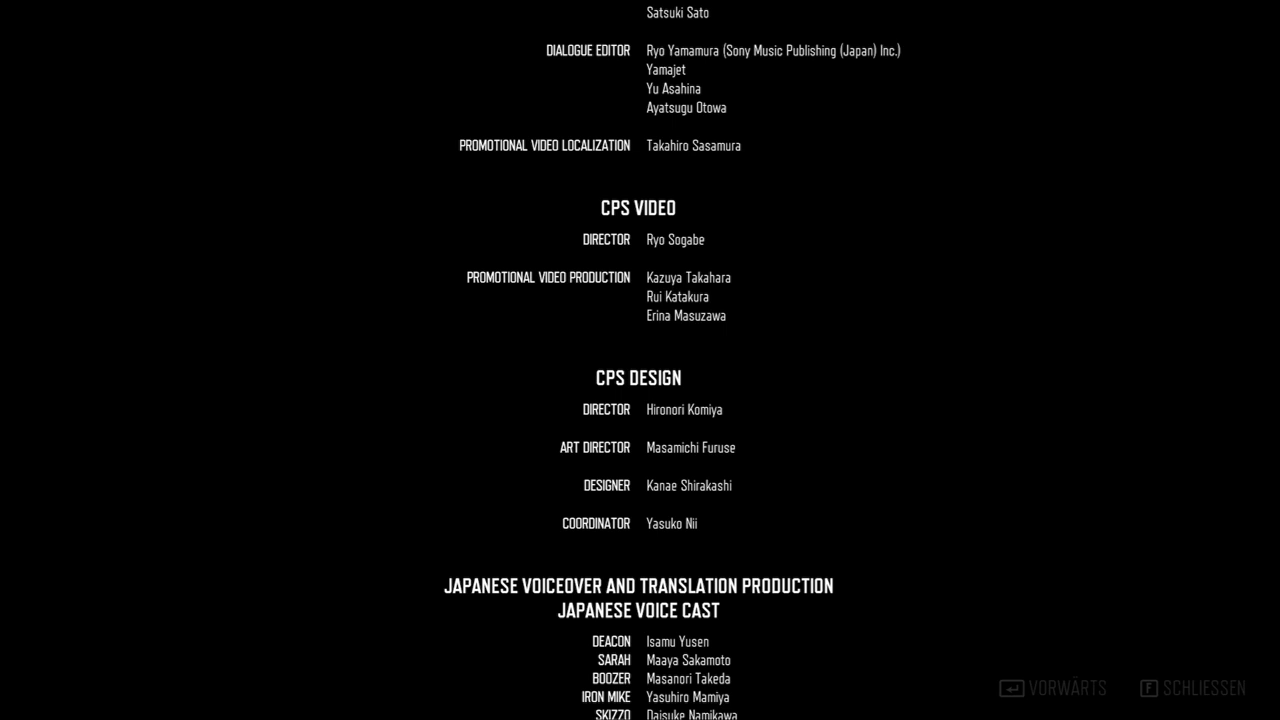 Satsuki Sato
DIALOGUE EDITOR Ryo Yamamura (Sony Music Publishing (Japan) Inc.)
Yamajet
Yu Asahina
Ayatsugu Otowa
PROMOTIONAL VIDEO LOCALIZATION Takahiro Sasamura
CPS VIDEO
DIRECTOR Ryo Sogabe
PROMOTIONAL VIDEO PRODUCTION Kazuya Takahara
Rui Katakura
Erina Masuzawa
CPS DESIGN
DIRECTOR Hironori Komiya
ART DIRECTOR Masamichi Furuse
DESIGNER Kanae Shirakashi
COORDINATOR Yasuko Nii
JAPANESE VOICEOVER AND TRANSLATION PRODUCTION
JAPANESE VOICE CAST
DEACON Isamu Yusen
SARAH Maaya Sakamoto
BOOZER Masanori Takeda
IRON MIKE Yasuhiro Mamiya
SKIZZO Daisuke Namikawa
VORWÄRTS F SCHLIESSEN